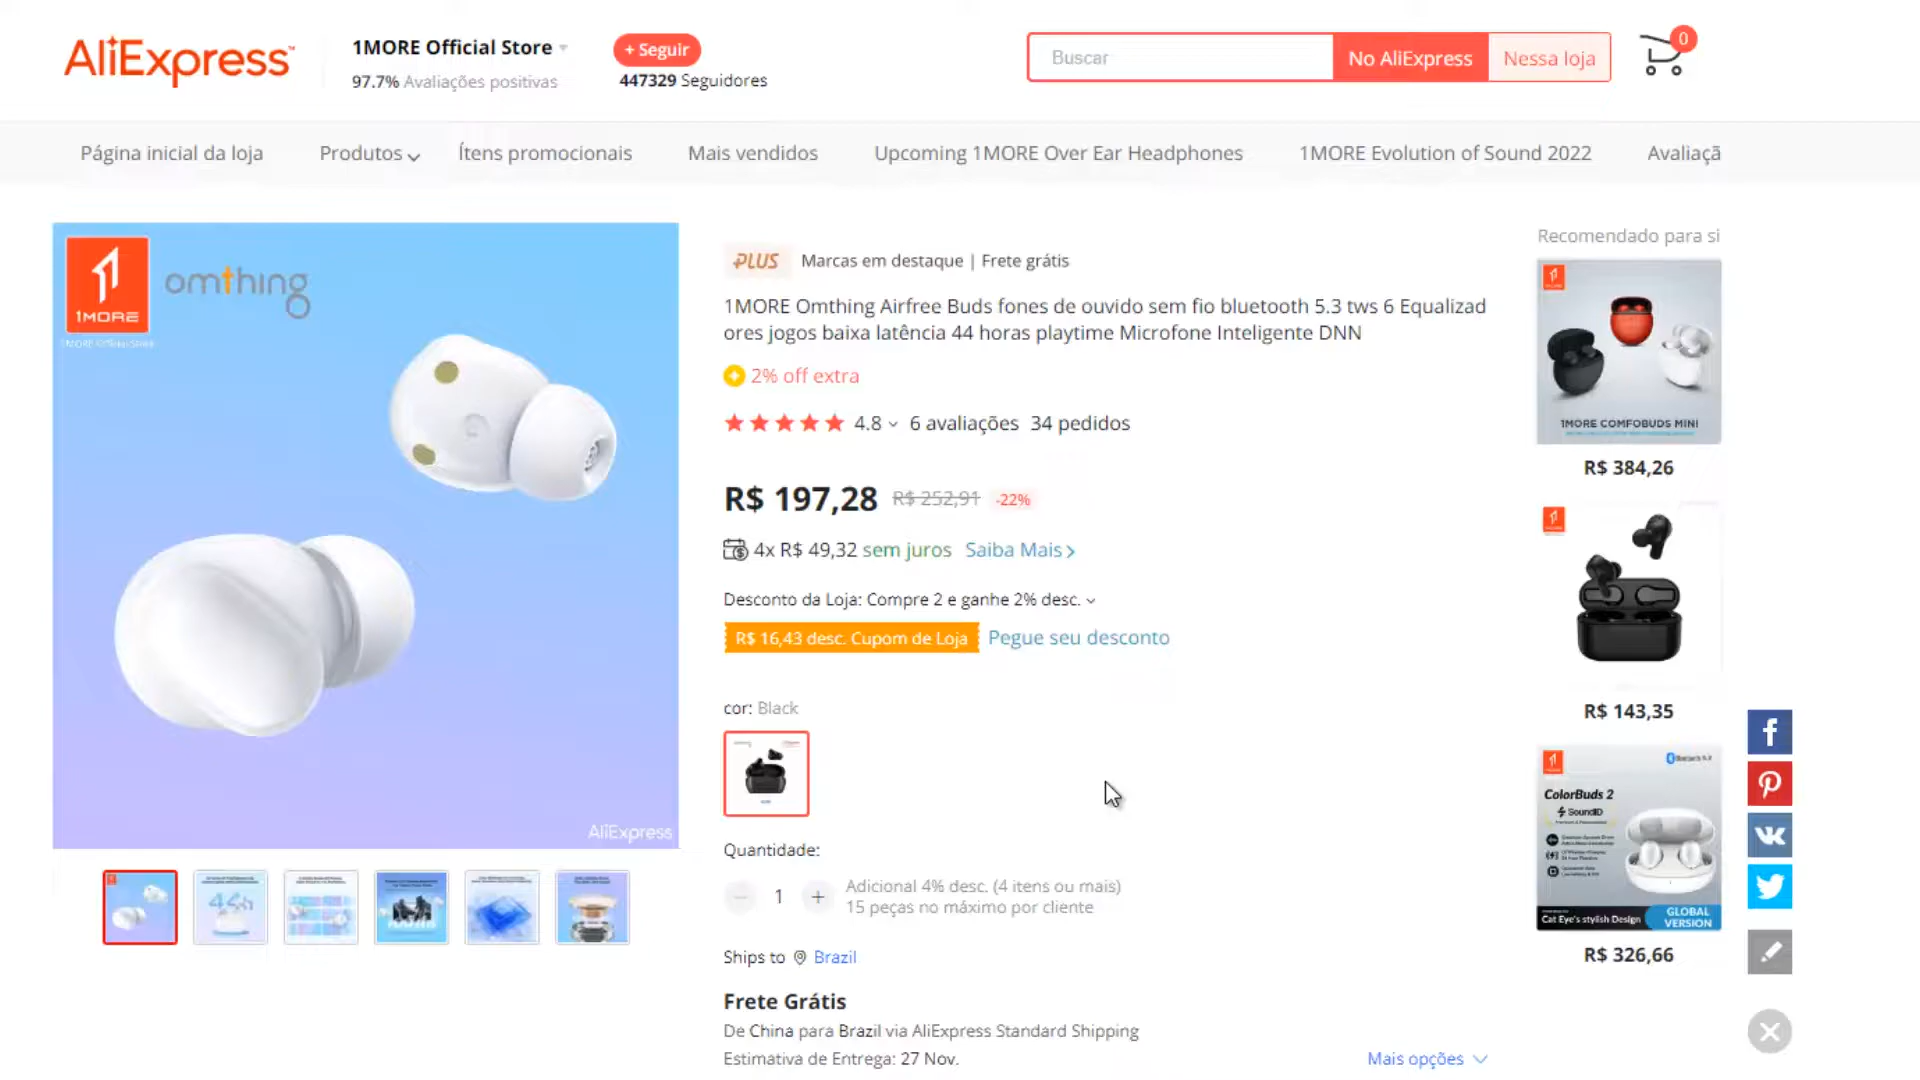 AliExpress
1MORE Official Store
97.7% Avaliações positivas
+ Seguir
447329 Seguidores
Buscar
No AliExpress
Nessa loja
0
Página inicial da loja
Produtos
Ítens promocionais
Mais vendidos
Upcoming 1MORE Over Ear Headphones
1MORE Evolution of Sound 2022
Avaliaçã
1MORE
omthing
1MORE Official Store
AliExpress
PLUS Marcas em destaque | Frete grátis
1MORE Omthing Airfree Buds fones de ouvido sem fio bluetooth 5.3 tws 6 Equalizad
ores jogos baixa latência 44 horas playtime Microfone Inteligente DNN
2% off extra
4.8 6 avaliações 34 pedidos
R$ 197,28 R$ 252,91 -22%
4x R$ 49,32 sem juros Saiba Mais
Desconto da Loja: Compre 2 e ganhe 2% desc.
R$ 16,43 desc. Cupom de Loja Pegue seu desconto
cor: Black
Quantidade:
1
Adicional 4% desc. (4 itens ou mais)
15 peças no máximo por cliente
Ships to Brazil
Frete Grátis
De China para Brazil via AliExpress Standard Shipping
Estimativa de Entrega: 27 Nov.
Mais opções
Recomendado para si
1MORE COMFOBUDS MINI
R$ 384,26
R$ 143,35
ColorBuds 2
SoundID
Cat Eye's stylish Design
GLOBAL
VERSION
R$ 326,66